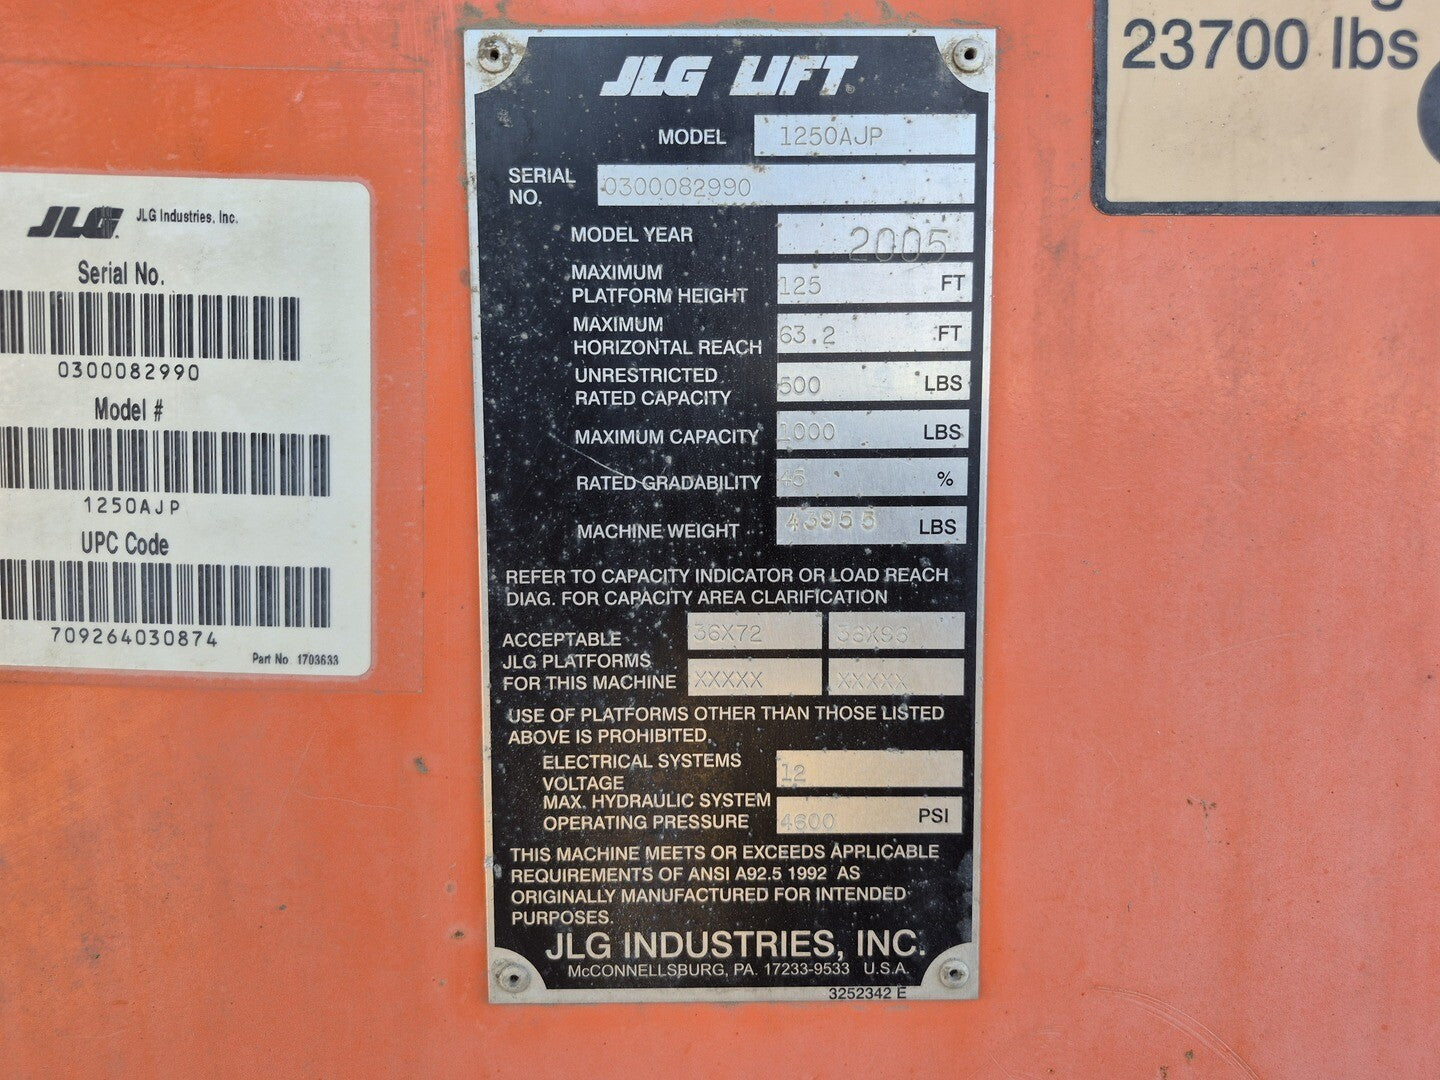 23700 lbs
JLG JLG Industries, Inc.
Serial No.
0300082990
Model #
1250AJP
UPC Code
709264030874
Part No. 1703633
JLG LIFT
MODEL 1250AJP
SERIAL NO. 0300082990
MODEL YEAR 2005
MAXIMUM
PLATFORM HEIGHT 125 FT
MAXIMUM
HORIZONTAL REACH 63.2 FT
UNRESTRICTED
RATED CAPACITY 500 LBS
MAXIMUM CAPACITY 1000 LBS
RATED GRADABILITY 45 %
MACHINE WEIGHT 43955 LBS
REFER TO CAPACITY INDICATOR OR LOAD REACH
DIAG. FOR CAPACITY AREA CLARIFICATION
ACCEPTABLE 36X72 36X96
JLG PLATFORMS
FOR THIS MACHINE XXXXX XXXXX
USE OF PLATFORMS OTHER THAN THOSE LISTED
ABOVE IS PROHIBITED.
ELECTRICAL SYSTEMS
VOLTAGE 12
MAX. HYDRAULIC SYSTEM
OPERATING PRESSURE 4600 PSI
THIS MACHINE MEETS OR EXCEEDS APPLICABLE
REQUIREMENTS OF ANSI A92.5 1992 AS
ORIGINALLY MANUFACTURED FOR INTENDED
PURPOSES.
JLG INDUSTRIES, INC.
McCONNELLSBURG, PA. 17233-9533 U.S.A.
3252342 E